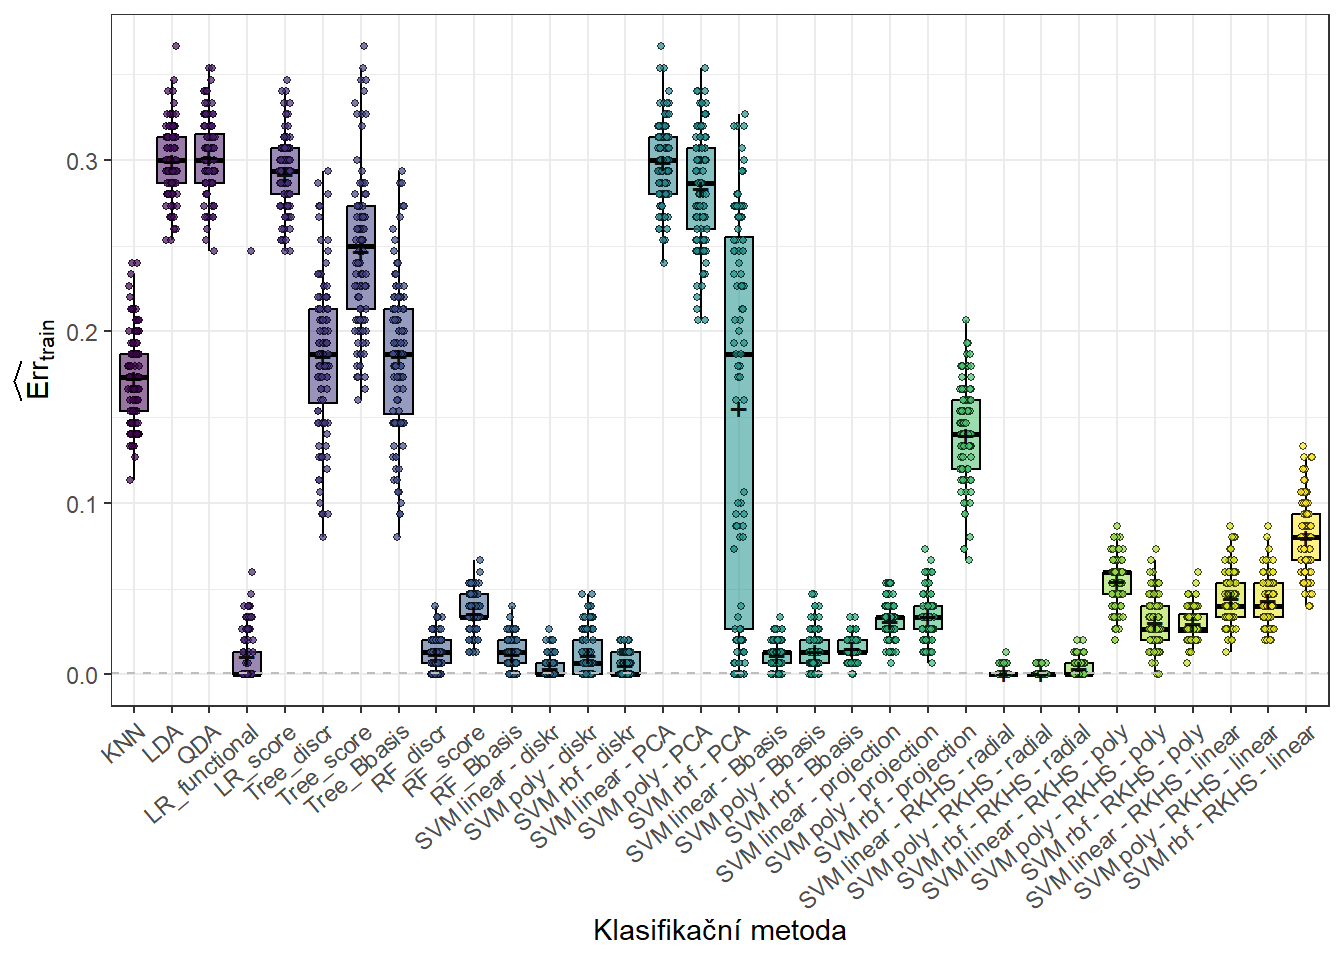 0.3
0.2
0.1
0.0
Êrr train
KNN
LDA
QDA
LR_functional
LR_score
Tree_discr
Tree_score
Tree_Bbasis
RF_discr
RF_score
RF_Bbasis
SVM linear - diskr
SVM poly - diskr
SVM rbf - diskr
SVM linear - PCA
SVM poly - PCA
SVM rbf - PCA
SVM linear - Bbasis
SVM poly - Bbasis
SVM rbf - Bbasis
SVM linear - projection
SVM poly - projection
SVM rbf - projection
SVM linear - RKHS - radial
SVM poly - RKHS - radial
SVM rbf - RKHS - radial
SVM linear - RKHS - poly
SVM poly - RKHS - poly
SVM rbf - RKHS - poly
SVM linear - RKHS - linear
SVM poly - RKHS - linear
SVM rbf - RKHS - linear
Klasifikační metoda